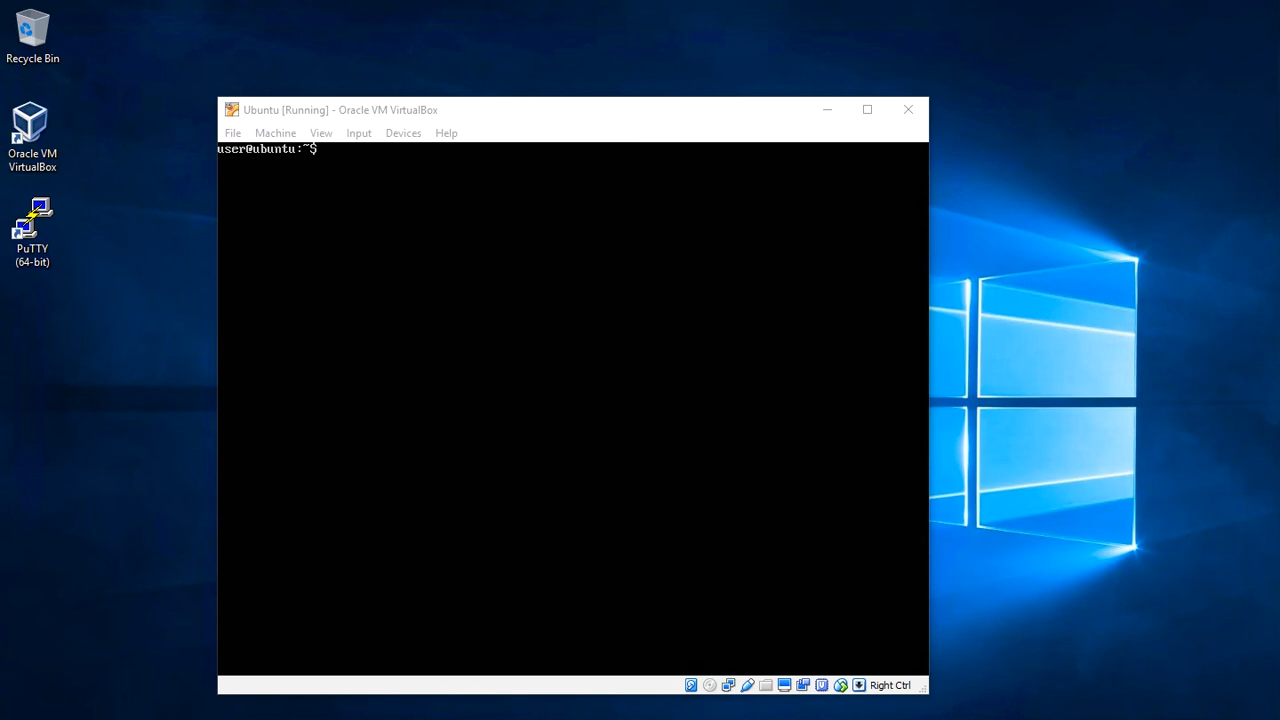 Recycle Bin
Oracle VM
VirtualBox
PuTTY
(64-bit)
Ubuntu [Running] - Oracle VM VirtualBox
File Machine View Input Devices Help
user@ubuntu:~$
Right Ctrl